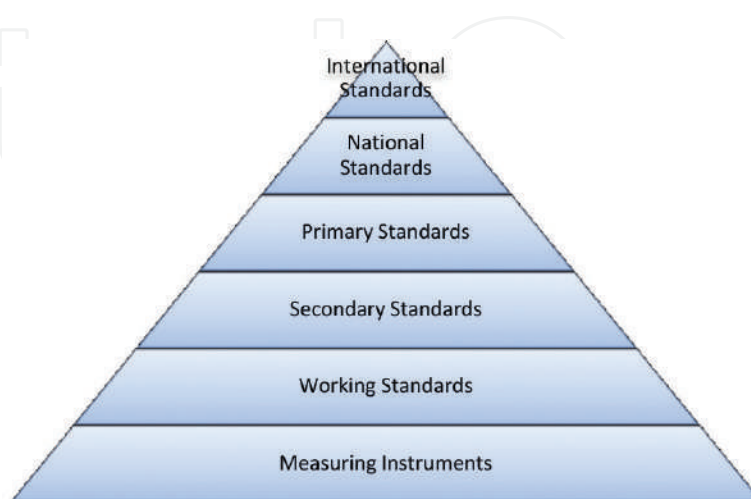 International
Standards
National
Standards
Primary Standards
Secondary Standards
Working Standards
Measuring Instruments